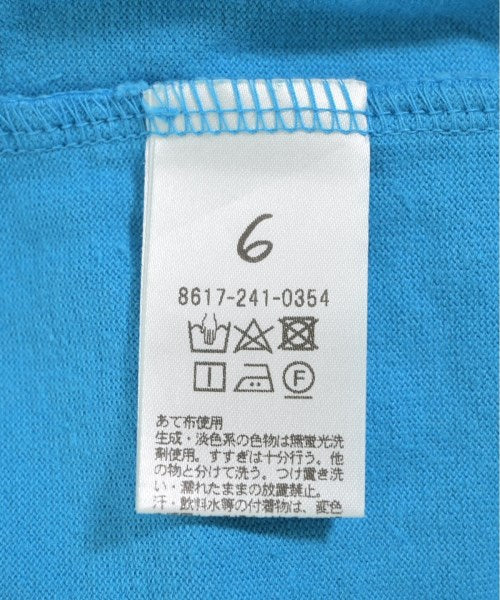 6
8617-241-0354
F
あて布使用
生成・淡色系の色物は無蛍光洗
剤使用。すすぎは十分行う。他
の物と分けて洗う。つけ置き洗
い・濡れたままの放置禁止。
汗・飲料水等の付着物は、変色